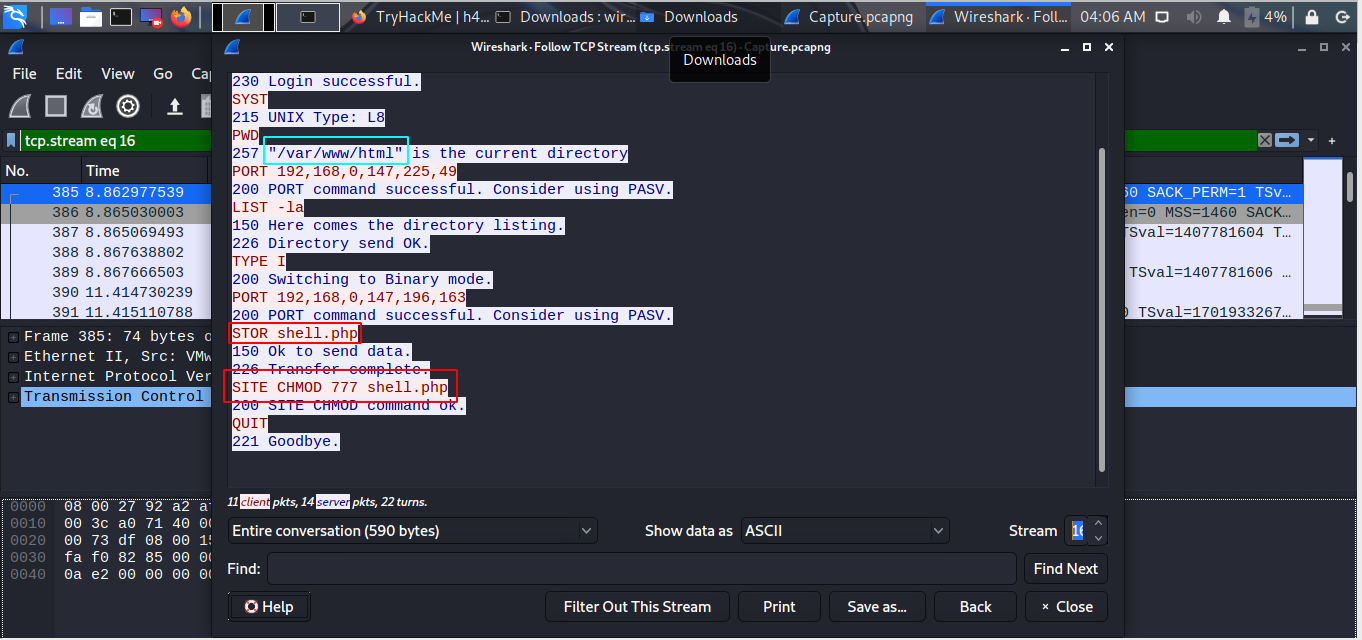 TryHackMe | h4...
Downloads : wir...
Downloads
Capture.pcapng
Wireshark · Foll...
04:06 AM
4%
Wireshark · Follow TCP Stream (tcp.stream eq 16) · Capture.pcapng
Downloads
File Edit View Go Ca
tcp.stream eq 16
No. Time
385 8.862977539
386 8.865030003
387 8.865069493
388 8.867638802
389 8.867666503
390 11.414730239
391 11.415110788
60 SACK_PERM=1 TSv…
en=0 MSS=1460 SACK…
TSval=1407781604 T…
TSval=1407781606 …
0 TSval=1701933267…
Frame 385: 74 bytes o
Ethernet II, Src: VMw
Internet Protocol Ver
Transmission Control
0000 08 00 27 92 a2 a
0010 00 3c a0 71 40 00
0020 00 73 df 08 00 15
0030 fa f0 82 85 00 00
0040 0a e2 00 00 00 00
230 Login successful.
SYST
215 UNIX Type: L8
PWD
257 "/var/www/html" is the current directory
PORT 192,168,0,147,225,49
200 PORT command successful. Consider using PASV.
LIST -la
150 Here comes the directory listing.
226 Directory send OK.
TYPE I
200 Switching to Binary mode.
PORT 192,168,0,147,196,163
200 PORT command successful. Consider using PASV.
STOR shell.php
150 Ok to send data.
226 Transfer complete.
SITE CHMOD 777 shell.php
200 SITE CHMOD command ok.
QUIT
221 Goodbye.
11 client pkts, 14 server pkts, 22 turns.
Entire conversation (590 bytes)
Show data as ASCII
Stream 16
Find:
Find Next
Help
Filter Out This Stream
Print
Save as...
Back
× Close